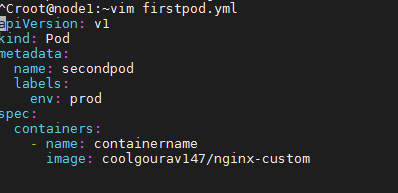 ^Croot@node1:~vim firstpod.yml
apiVersion: v1
kind: Pod
metadata:
  name: secondpod
  labels:
    env: prod
spec:
  containers:
    - name: containername
      image: coolgourav147/nginx-custom